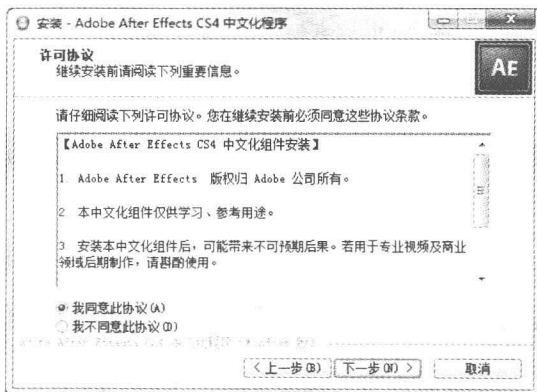 安装 - Adobe After Effects CS4 中文化程序
许可协议
继续安装前请阅读下列重要信息。
AE
请仔细阅读下列许可协议。您在继续安装前必须同意这些协议条款。
【Adobe After Effects CS4 中文化组件安装】
1. Adobe After Effects 版权归 Adobe 公司所有。
2. 本中文化组件仅供学习、参考用途。
3. 安装本中文化组件后，可能带来不可预期后果。若用于专业视频及商业
领域后期制作，请斟酌使用。
我同意此协议(A)
我不同意此协议(D)
<上一步(B) 下一步(N)> 取消